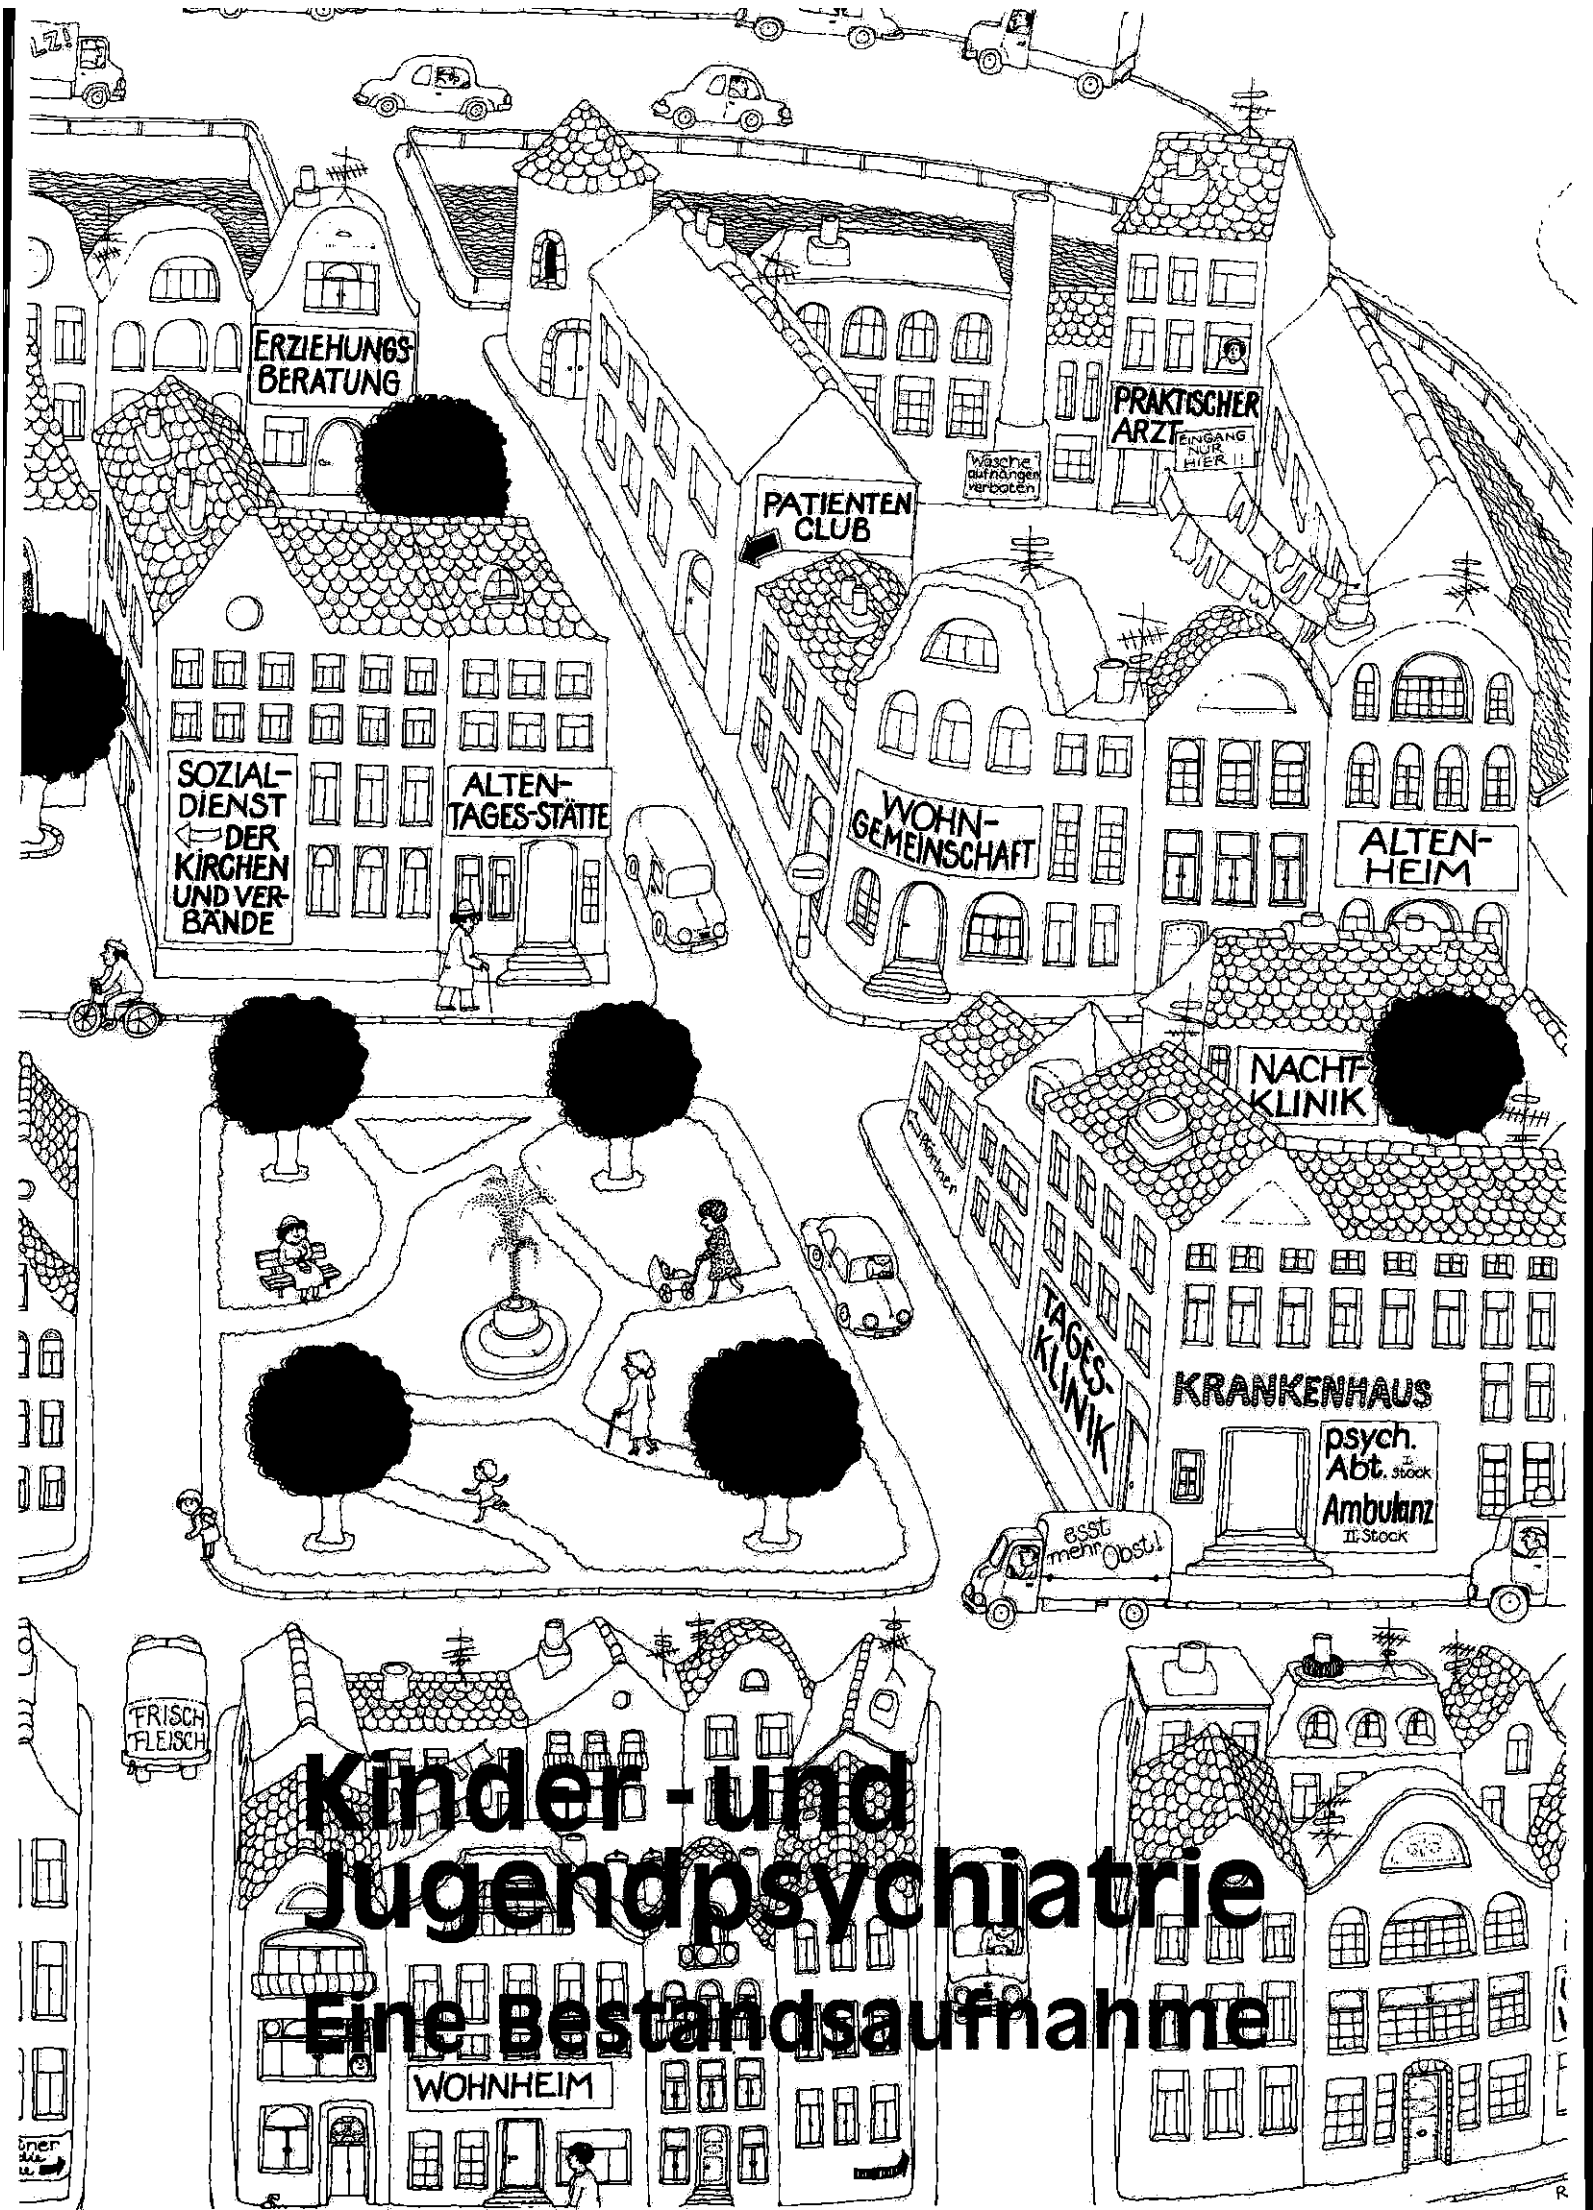 LZ!
ERZIEHUNGS-
BERATUNG
PRAKTISCHER
ARZT
EINGANG
NUR
HIER!!
Wäsche
aufhängen
verboten!
PATIENTEN
CLUB
SOZIAL-
DIENST
DER
KIRCHEN
UND VER-
BÄNDE
ALTEN-
TAGES-STÄTTE
WOHN-
GEMEINSCHAFT
ALTEN-
HEIM
NACHT-
KLINIK
Pförtner
TAGES-
KLINIK
KRANKENHAUS
psych.
Abt. I. Stock
Ambulanz
II. Stock
esst
mehr Obst!
FRISCH
FLEISCH
Kinder - und
Jugendpsychiatrie
Eine Bestandsaufnahme
WOHNHEIM